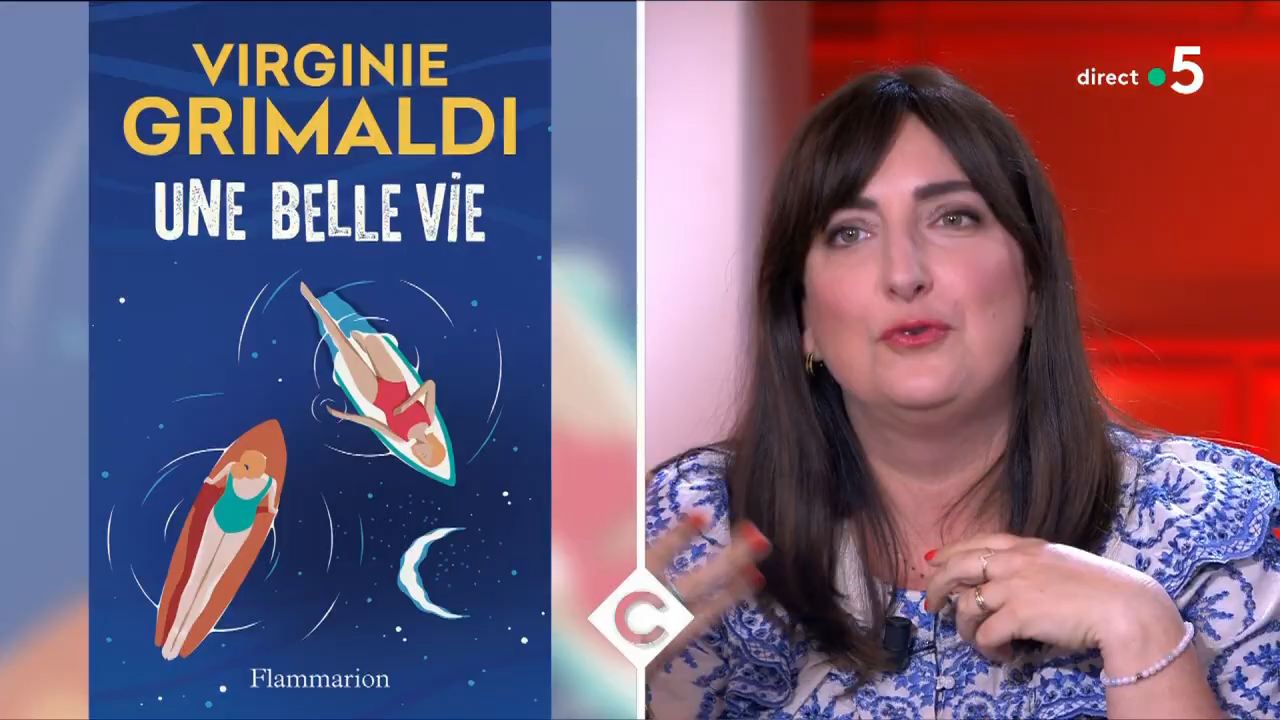 VIRGINIE
GRIMALDI
UNE BELLE VIE
Flammarion
C
direct 5